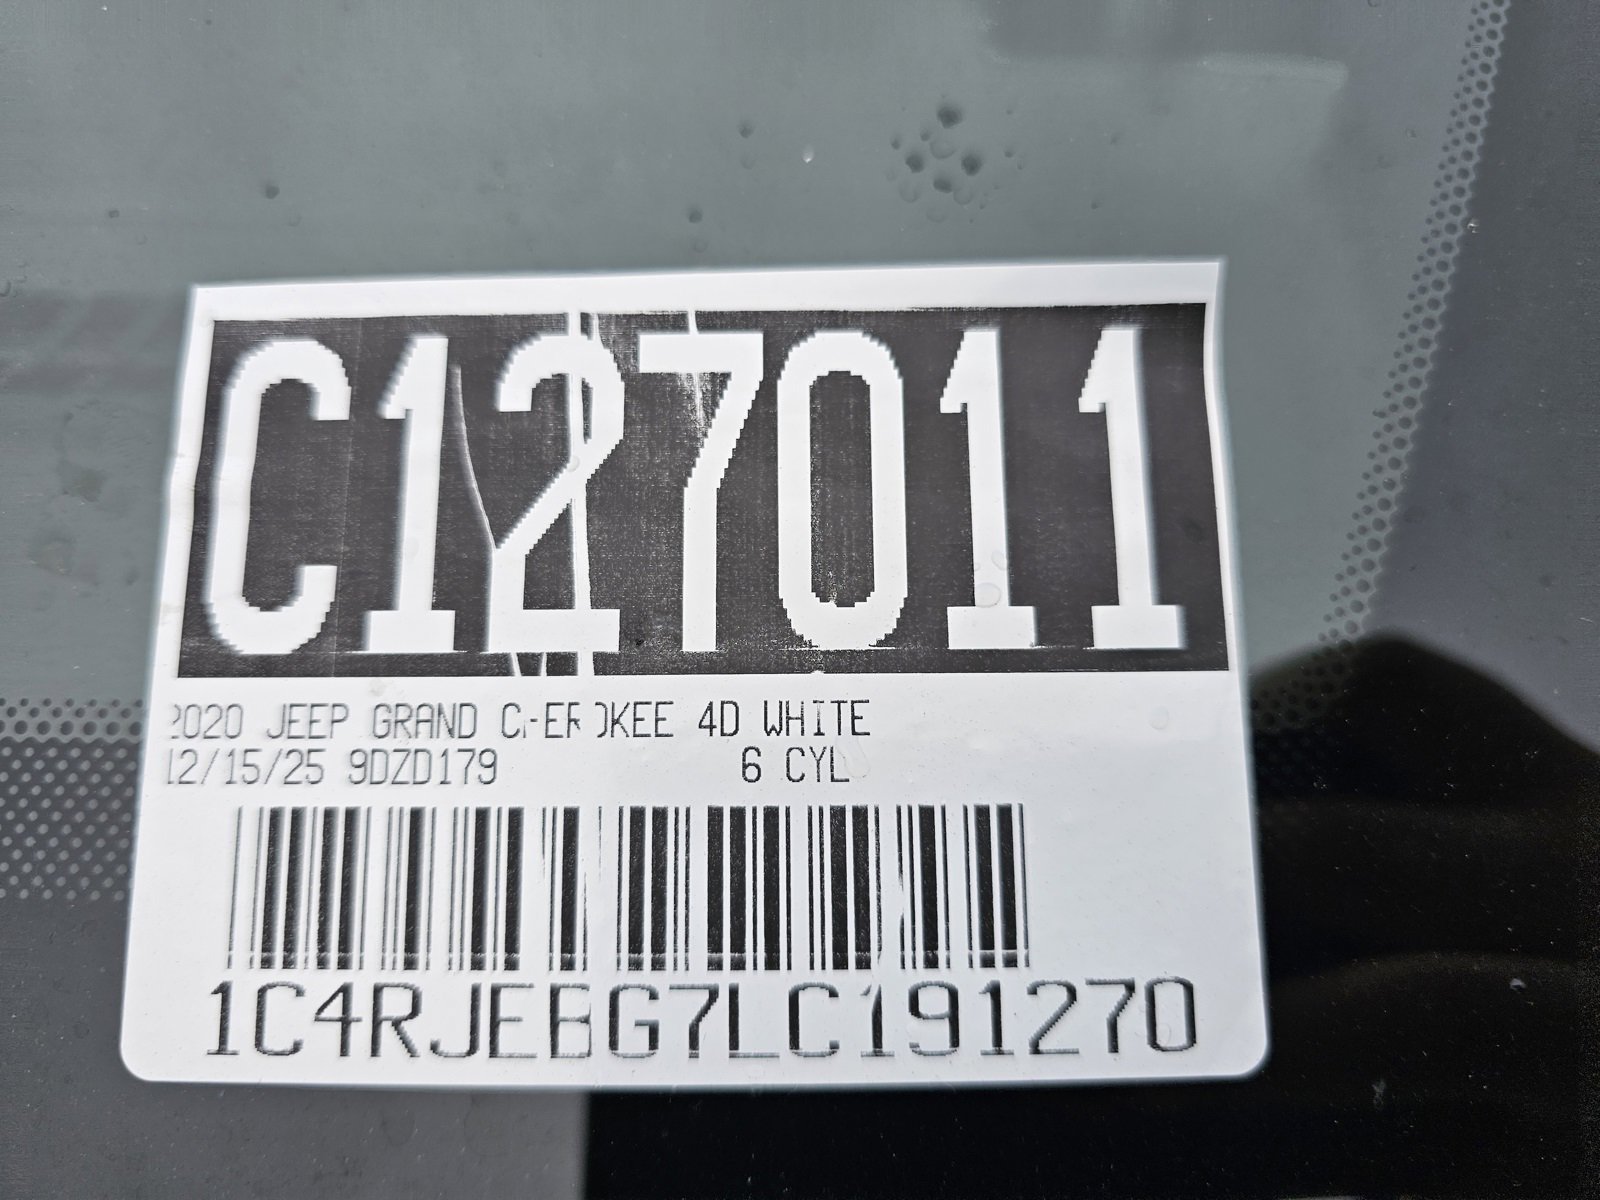 C127011
2020 JEEP GRAND CHEROKEE 4D WHITE
12/15/25 9DZD179 6 CYL
1C4RJEBG7LC191270